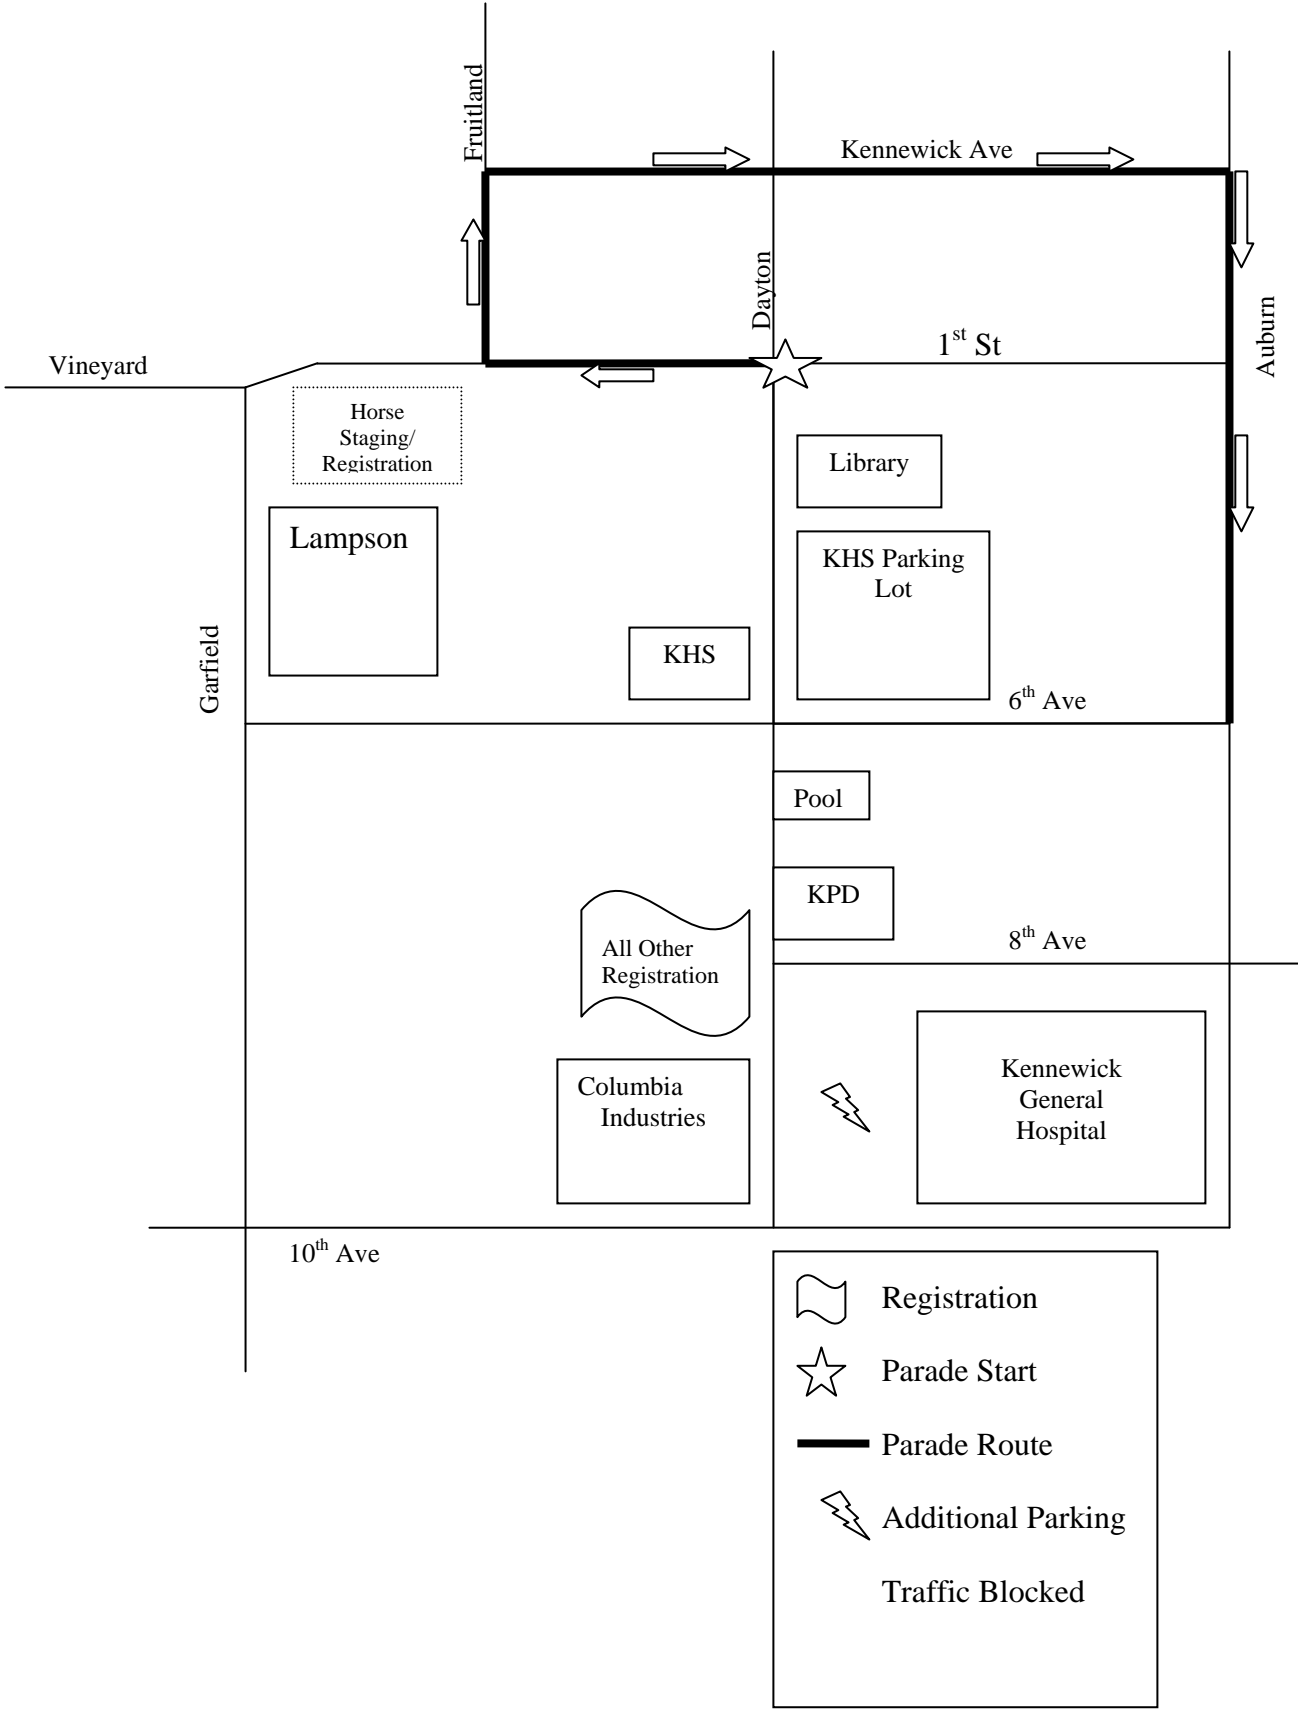 Fruitland
Kennewick Ave
Dayton
Auburn
1st St
Vineyard
Horse
Staging/
Registration
Library
Lampson
KHS Parking
Lot
Garfield
KHS
6th Ave
Pool
KPD
8th Ave
All Other
Registration
Columbia
Industries
Kennewick
General
Hospital
10th Ave
Registration
Parade Start
Parade Route
Additional Parking
Traffic Blocked